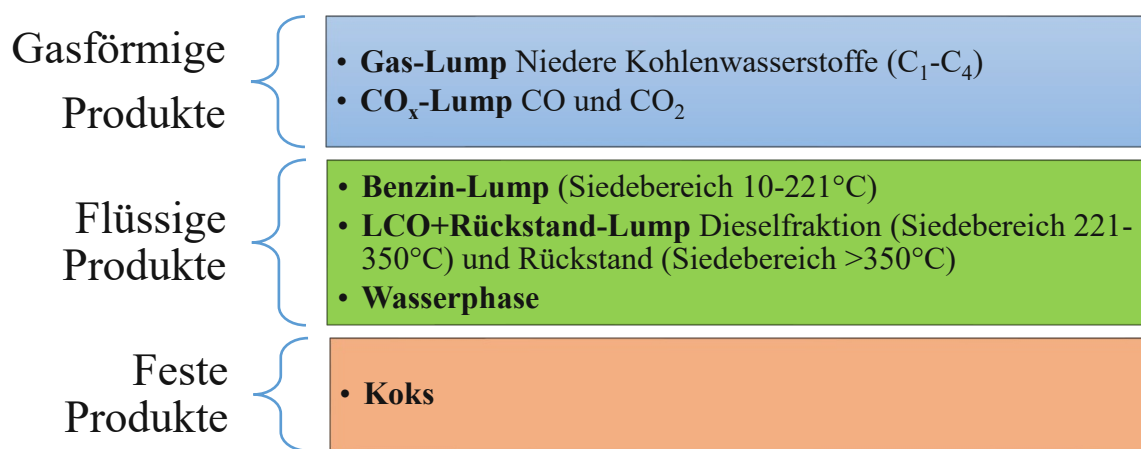 Gasförmige
Produkte
• Gas-Lump Niedere Kohlenwasserstoffe (C₁-C₄)
• COₓ-Lump CO und CO₂
Flüssige
Produkte
• Benzin-Lump (Siedebereich 10-221°C)
• LCO+Rückstand-Lump Dieselfraktion (Siedebereich 221-
350°C) und Rückstand (Siedebereich >350°C)
• Wasserphase
Feste
Produkte
• Koks